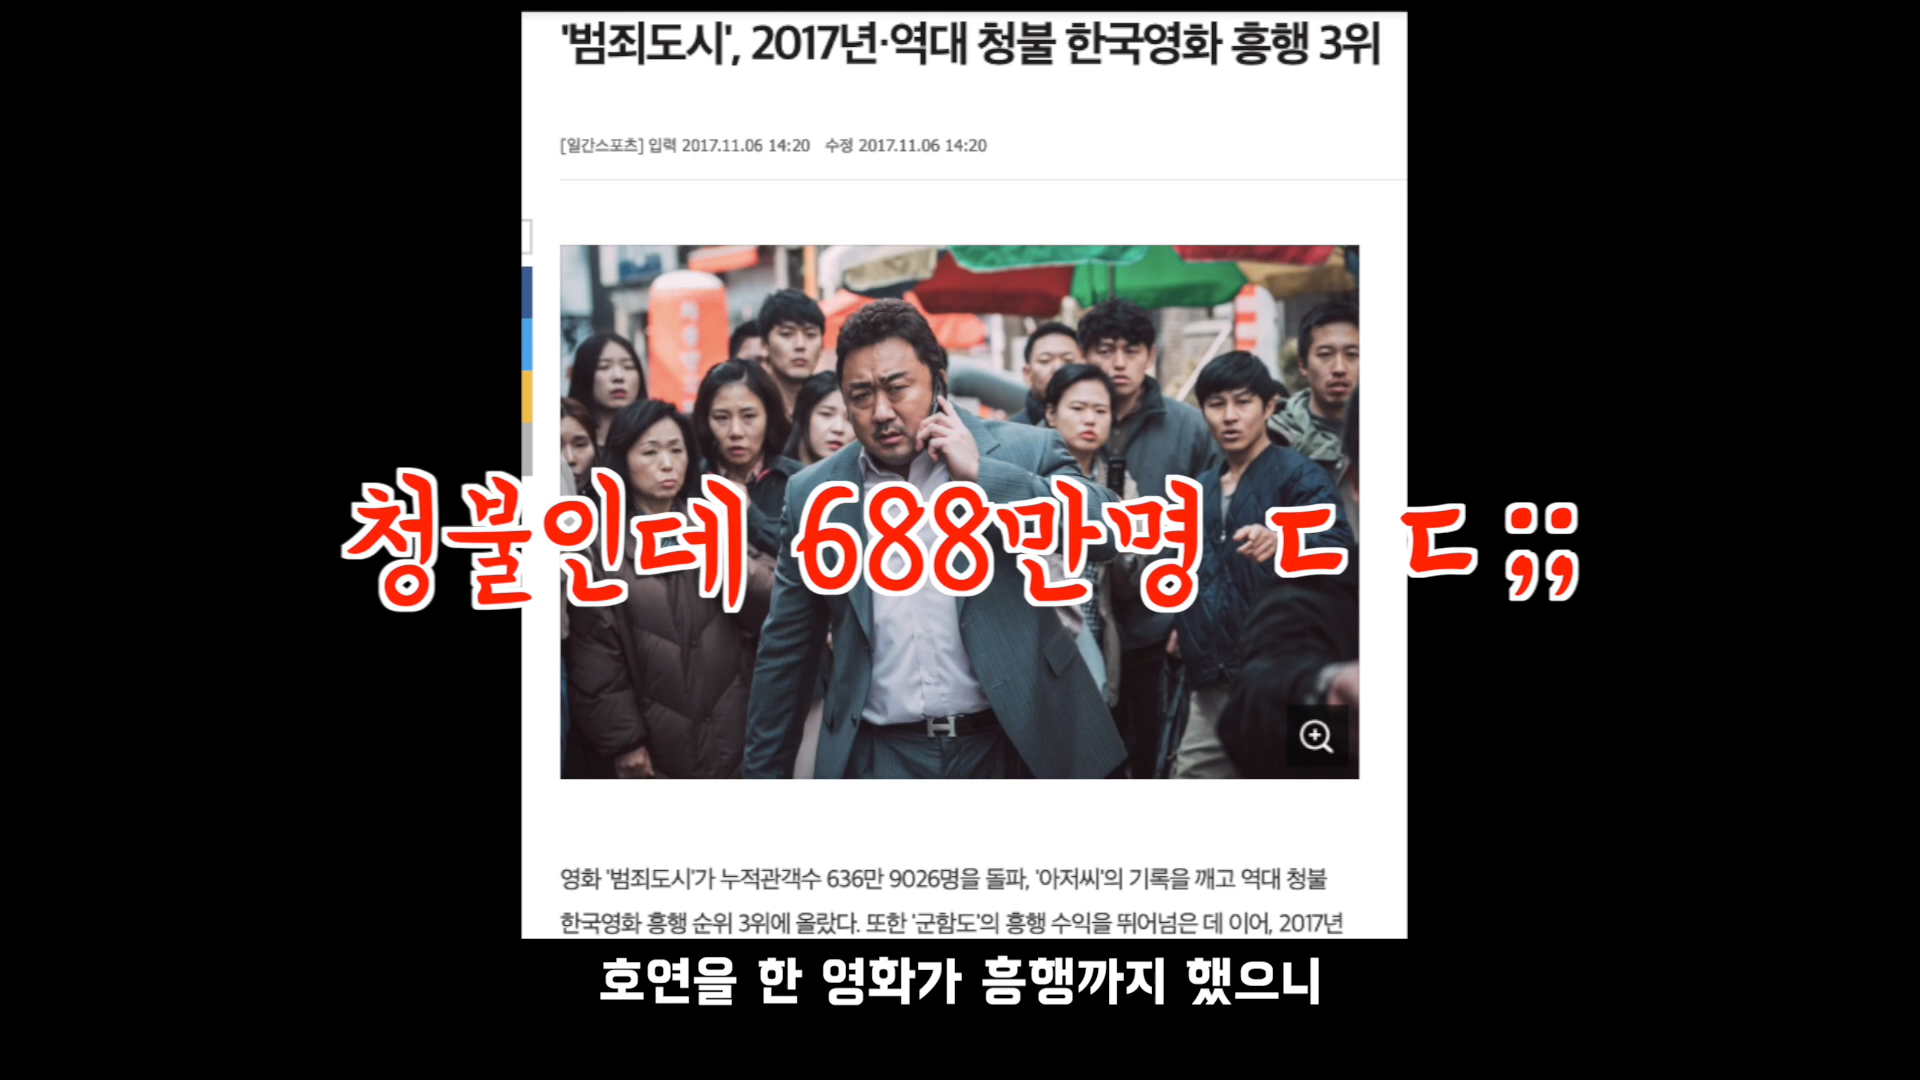 '범죄도시', 2017년·역대 청불 한국영화 흥행 3위
[일간스포츠] 입력 2017.11.06 14:20 수정 2017.11.06 14:20
청불인데 688만명 ㄷ ㄷ ;;
영화 '범죄도시'가 누적관객수 636만 9026명을 돌파, '아저씨'의 기록을 깨고 역대 청불
한국영화 흥행 순위 3위에 올랐다. 또한 '군함도'의 흥행 수익을 뛰어넘은 데 이어, 2017년
호연을 한 영화가 흥행까지 했으니